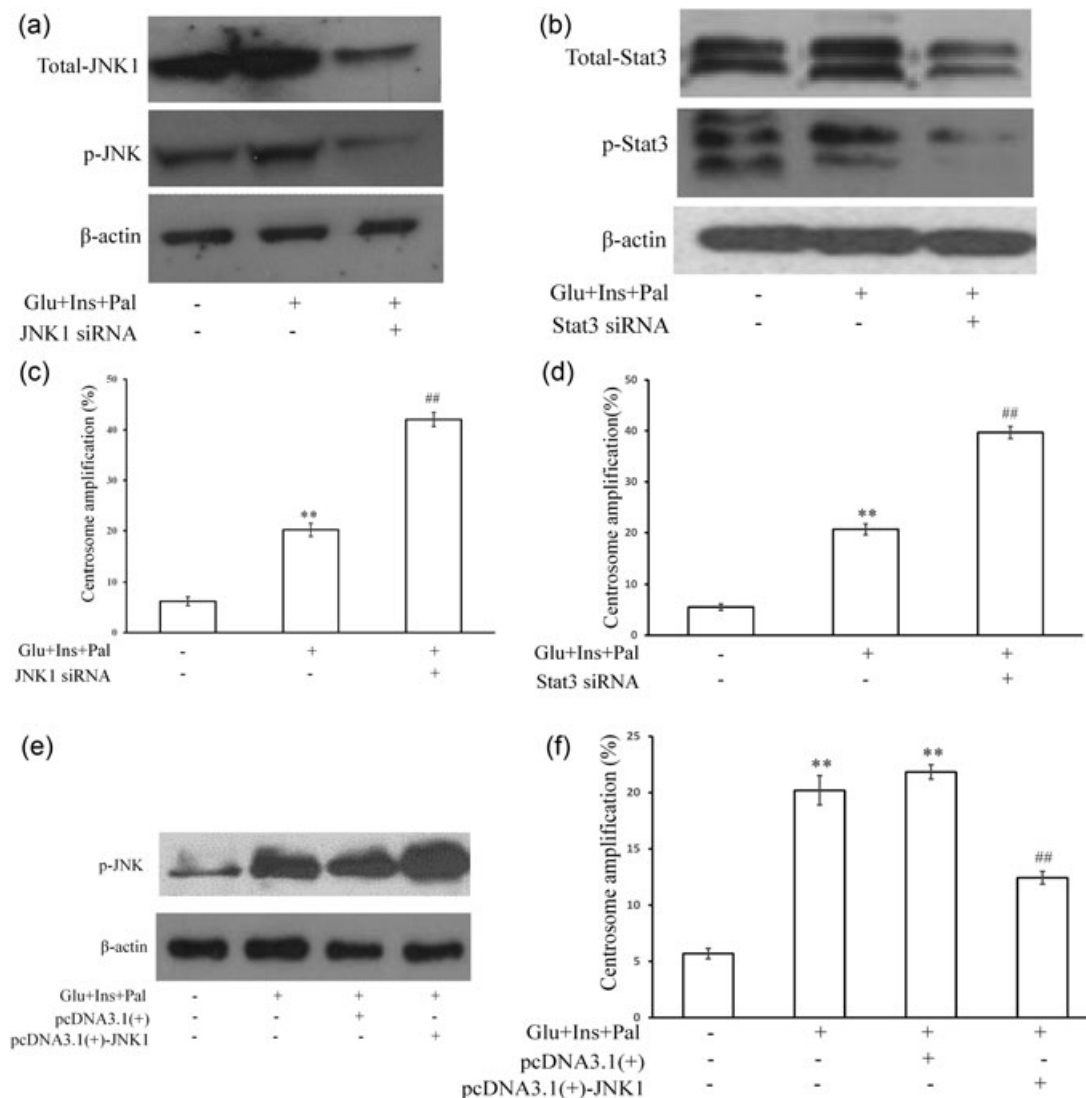 (a)
Total-JNK1
p-JNK
β-actin
Glu+Ins+Pal - + +
JNK1 siRNA - - +
(b)
Total-Stat3
p-Stat3
β-actin
Glu+Ins+Pal - + +
Stat3 siRNA - - +
(c)
Centrosome amplification (%)
50
40
30
20
10
0
**
##
Glu+Ins+Pal - + +
JNK1 siRNA - - +
(d)
Centrosome amplification(%)
50
40
30
20
10
0
**
##
Glu+Ins+Pal - + +
Stat3 siRNA - - +
(e)
p-JNK
β-actin
Glu+Ins+Pal - + + +
pcDNA3.1(+) - - + -
pcDNA3.1(+)-JNK1 - - - +
(f)
Centrosome amplification (%)
25
20
15
10
5
0
**
**
##
Glu+Ins+Pal - + + +
pcDNA3.1(+) - - + -
pcDNA3.1(+)-JNK1 - - - +